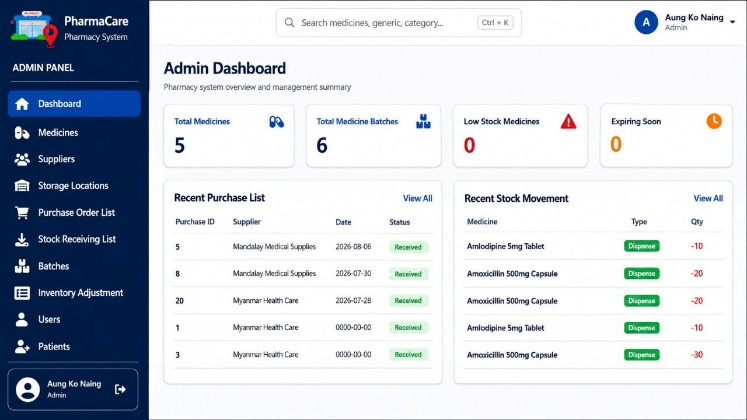 PharmaCare
Pharmacy System
ADMIN PANEL
Dashboard
Medicines
Suppliers
Storage Locations
Purchase Order List
Stock Receiving List
Batches
Inventory Adjustment
Users
Patients
Aung Ko Naing
Admin
Search medicines, generic, category...
Ctrl + K
A
Aung Ko Naing
Admin
Admin Dashboard
Pharmacy system overview and management summary
Total Medicines
5
Total Medicine Batches
6
Low Stock Medicines
0
Expiring Soon
0
Recent Purchase List View All
Purchase ID Supplier Date Status
5 Mandalay Medical Supplies 2026-08-06 Received
8 Mandalay Medical Supplies 2026-07-30 Received
20 Myanmar Health Care 2026-07-28 Received
1 Myanmar Health Care 0000-00-00 Received
3 Myanmar Health Care 0000-00-00 Received
Recent Stock Movement View All
Medicine Type Qty
Amlodipine 5mg Tablet Dispense -10
Amoxicillin 500mg Capsule Dispense -20
Amoxicillin 500mg Capsule Dispense -20
Amlodipine 5mg Tablet Dispense -10
Amoxicillin 500mg Capsule Dispense -30